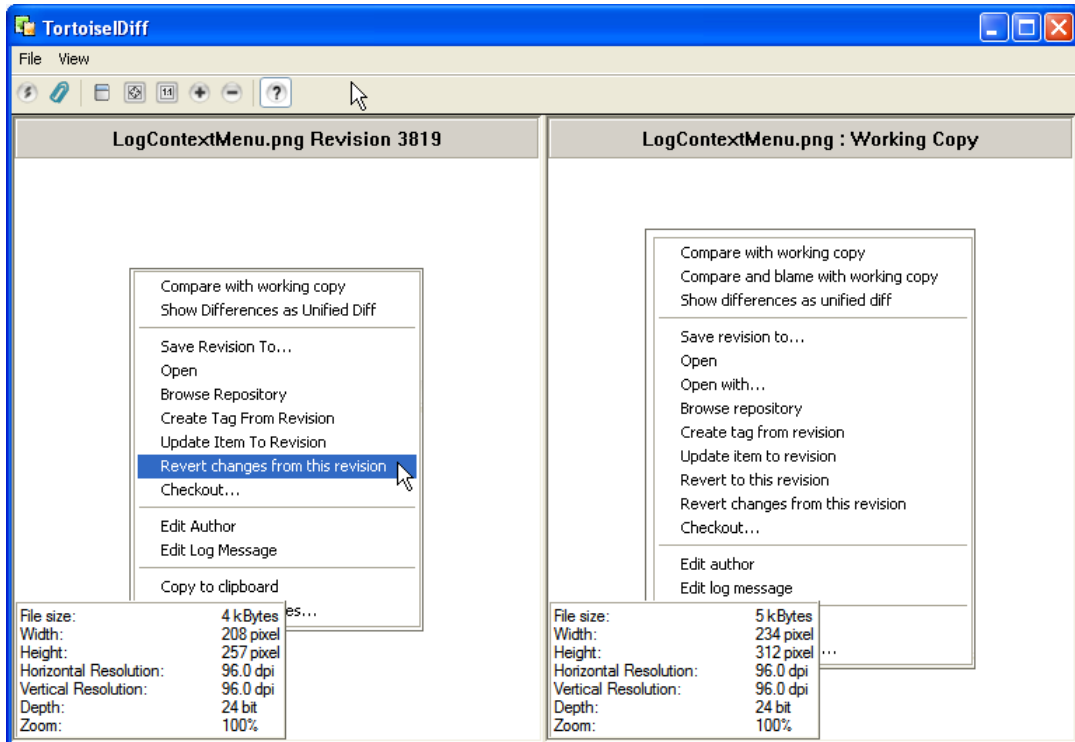 TortoiseIDiff
File View
1:1
?
LogContextMenu.png Revision 3819
Compare with working copy
Show Differences as Unified Diff
Save Revision To...
Open
Browse Repository
Create Tag From Revision
Update Item To Revision
Revert changes from this revision
Checkout...
Edit Author
Edit Log Message
Copy to clipboard
File size: 4 kBytes
Width: 208 pixel
Height: 257 pixel
Horizontal Resolution: 96.0 dpi
Vertical Resolution: 96.0 dpi
Depth: 24 bit
Zoom: 100%
LogContextMenu.png : Working Copy
Compare with working copy
Compare and blame with working copy
Show differences as unified diff
Save revision to...
Open
Open with...
Browse repository
Create tag from revision
Update item to revision
Revert to this revision
Revert changes from this revision
Checkout...
Edit author
Edit log message
File size: 5 kBytes
Width: 234 pixel
Height: 312 pixel
Horizontal Resolution: 96.0 dpi
Vertical Resolution: 96.0 dpi
Depth: 24 bit
Zoom: 100%